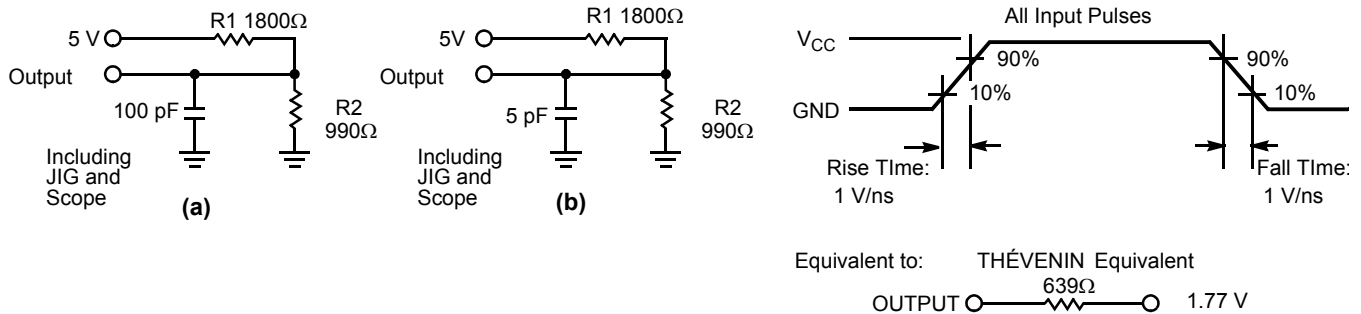 R1 1800Ω
5 V
Output
100 pF
R2
990Ω
Including
JIG and
Scope
(a)
R1 1800Ω
5V
Output
5 pF
R2
990Ω
Including
JIG and
Scope
(b)
All Input Pulses
VCC
90%
10%
GND
90%
10%
Rise TIme:
1 V/ns
Fall TIme:
1 V/ns
Equivalent to: THÉVENIN Equivalent
639Ω
OUTPUT 1.77 V